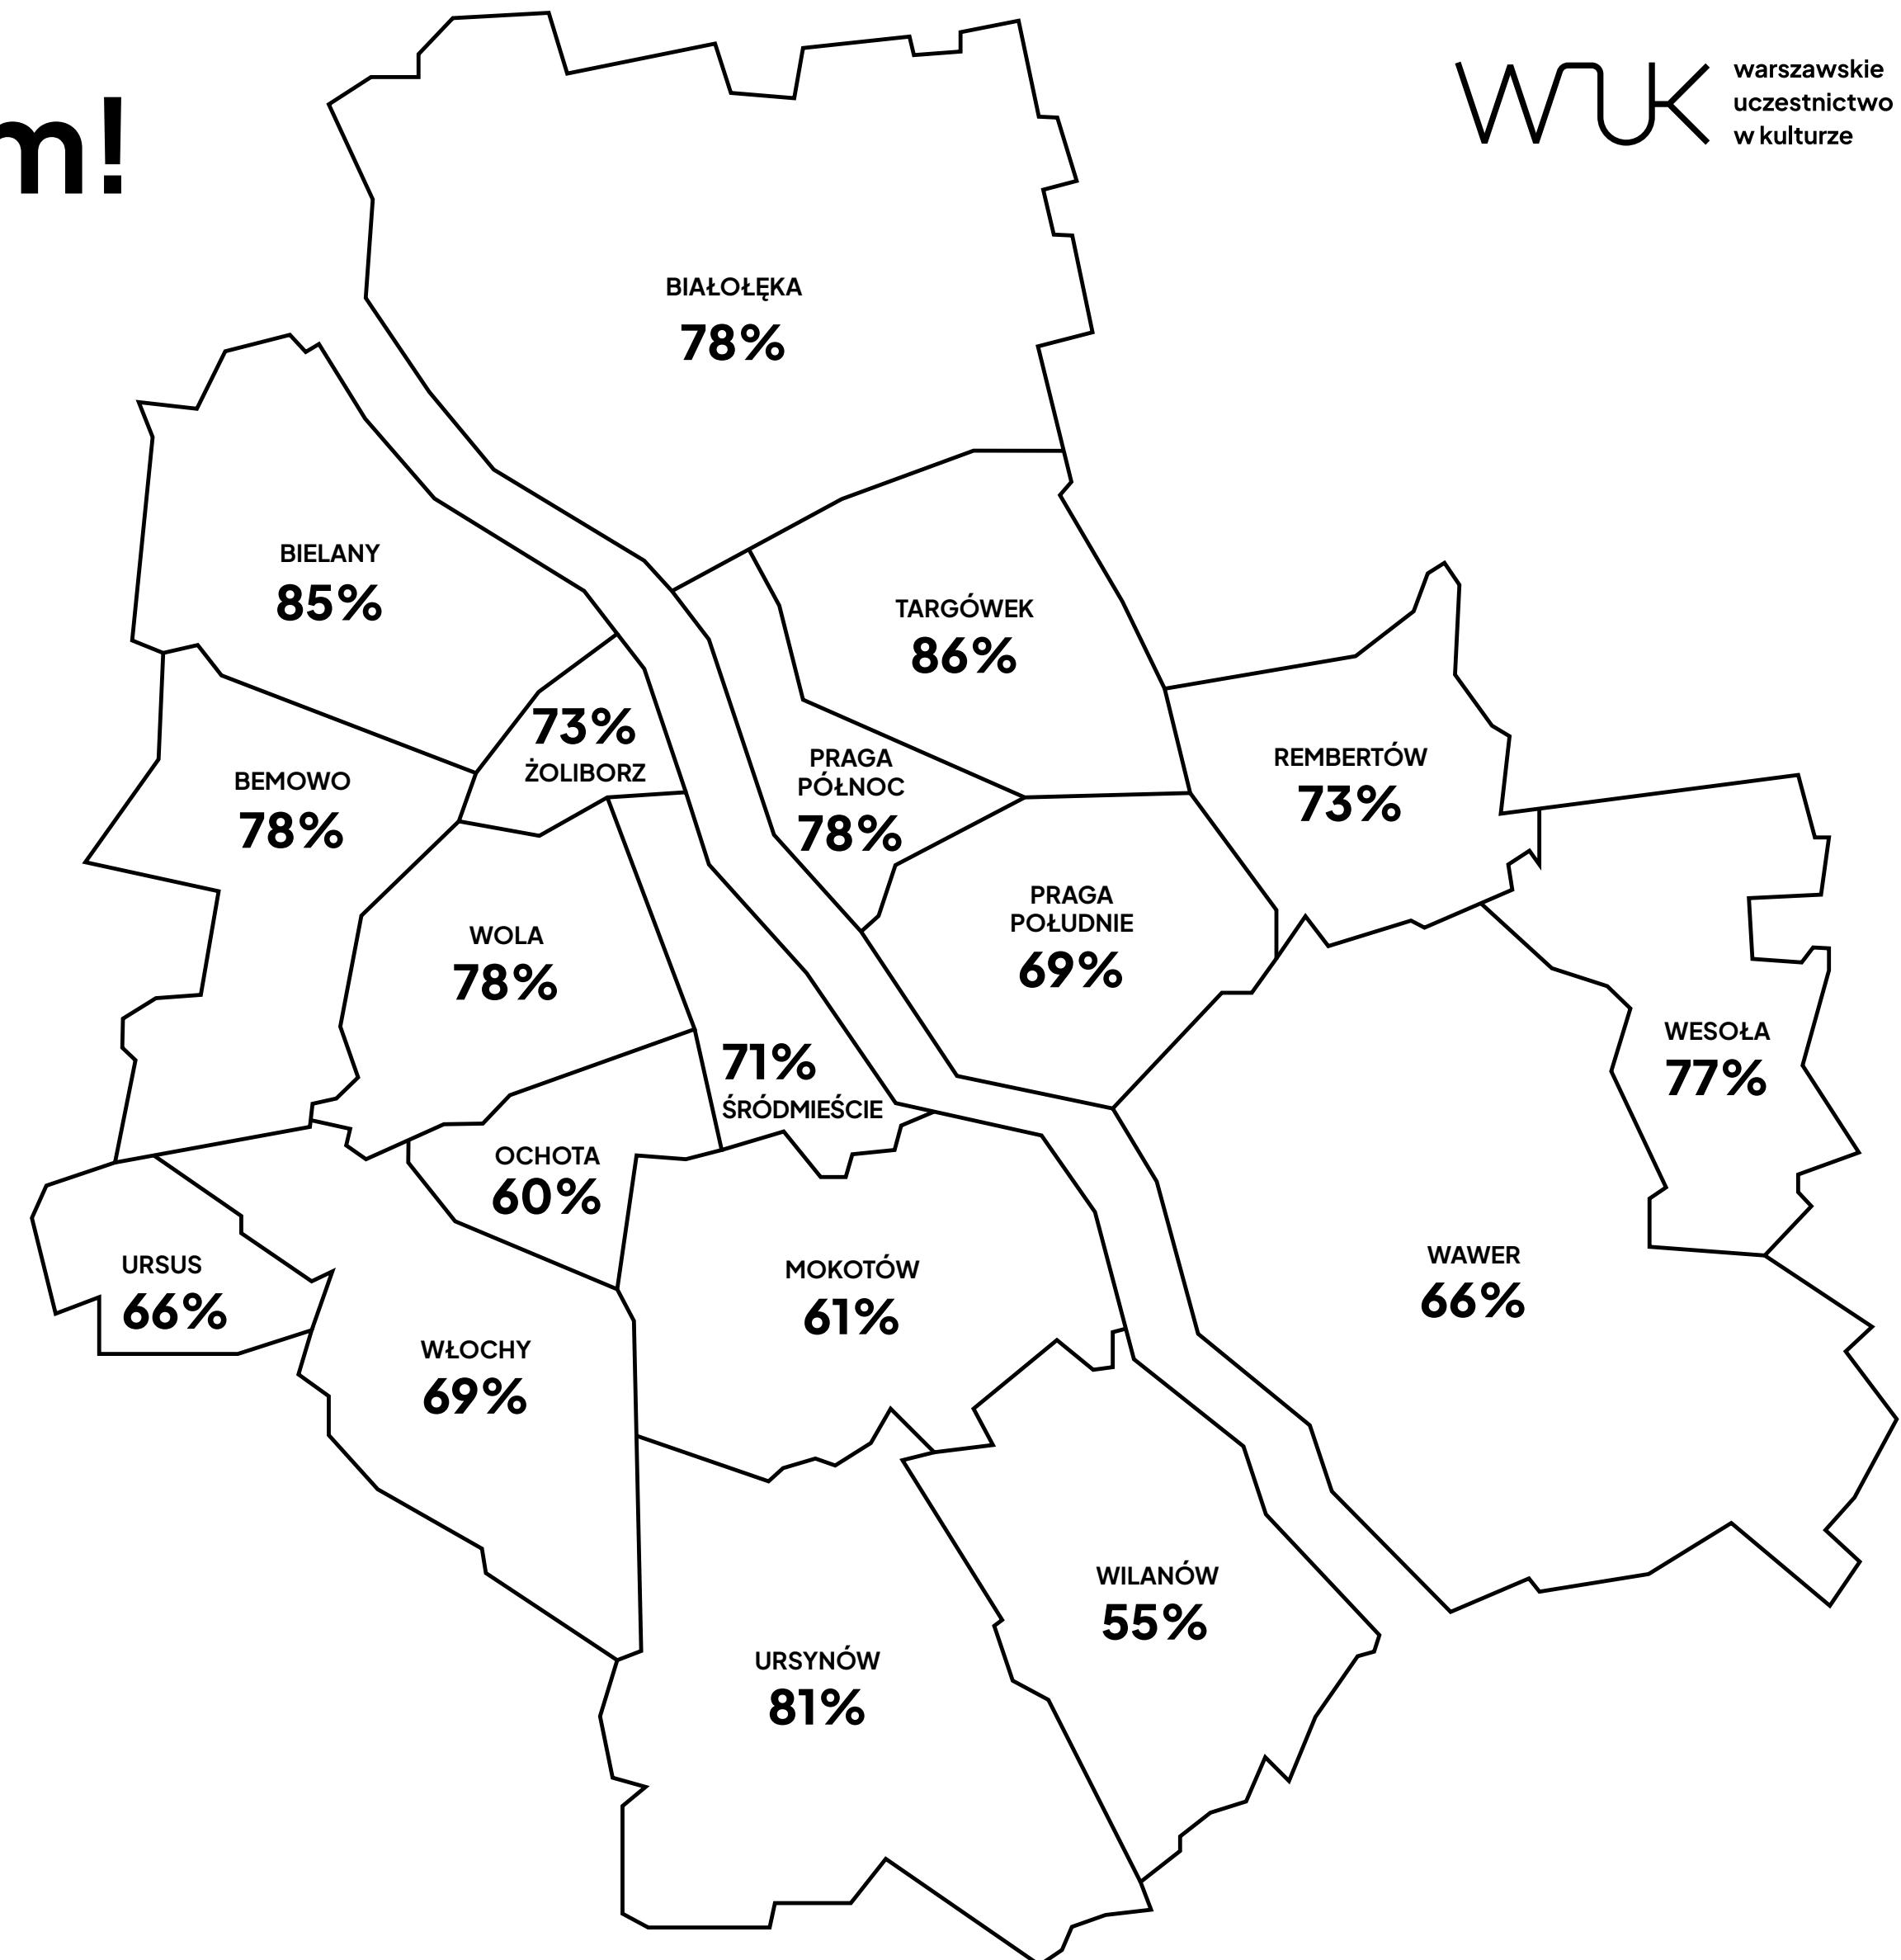 m!
warszawskie
uczestnictwo
w kulturze
BIAŁOŁĘKA
78%
BIELANY
85%
TARGÓWEK
86%
73%
ŻOLIBORZ
PRAGA
PÓŁNOC
78%
REMBERTÓW
73%
BEMOWO
78%
PRAGA
POŁUDNIE
69%
WOLA
78%
WESOŁA
77%
71%
ŚRÓDMIEŚCIE
OCHOTA
60%
URSUS
66%
MOKOTÓW
61%
WAWER
66%
WŁOCHY
69%
WILANÓW
55%
URSYNÓW
81%
WUK